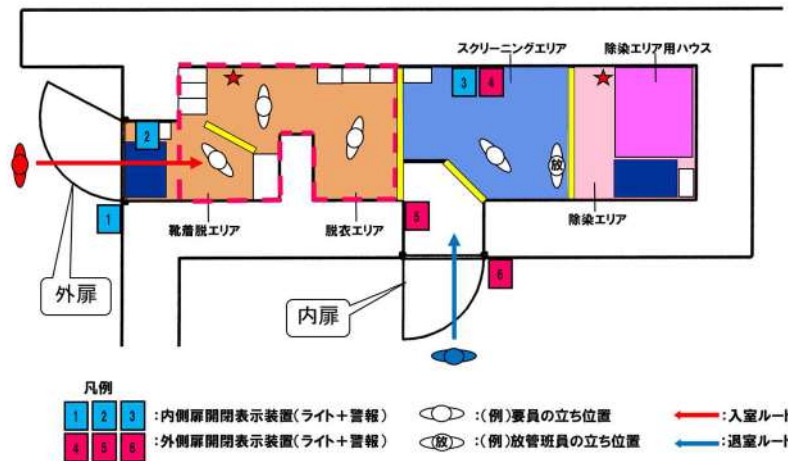 スクリーニングエリア
除染エリア用ハウス
3
4
2
放
1
靴着脱エリア
脱衣エリア
5
除染エリア
6
外扉
内扉
凡例
1 2 3 :内側扉開閉表示装置(ライト+警報)
:(例)要員の立ち位置
:入室ルート
4 5 6 :外側扉開閉表示装置(ライト+警報)
放 :(例)放管班員の立ち位置
:退室ルート